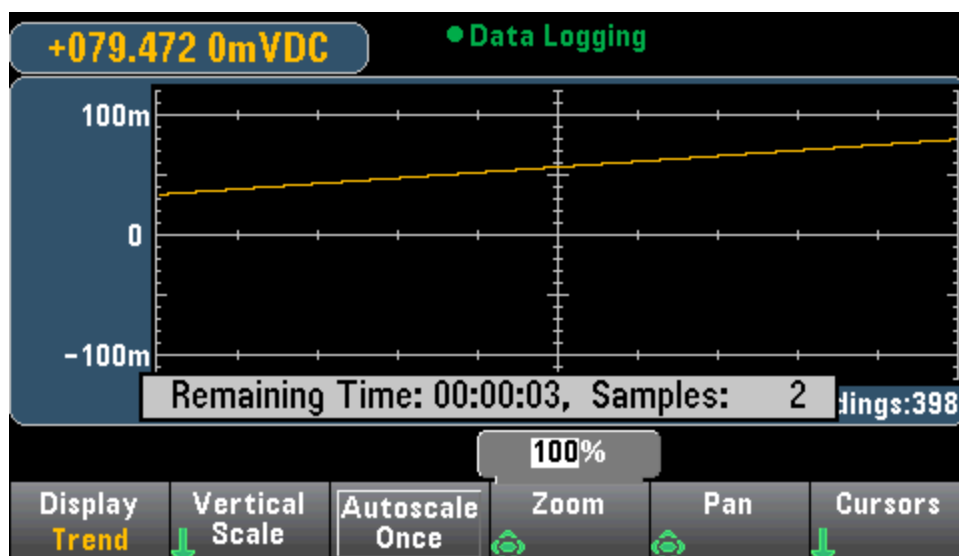 +079.472 0mVDC
Data Logging
100m
0
-100m
Remaining Time: 00:00:03, Samples: 2
dings:398
100%
Display
Trend
Vertical
Scale
Autoscale
Once
Zoom
Pan
Cursors